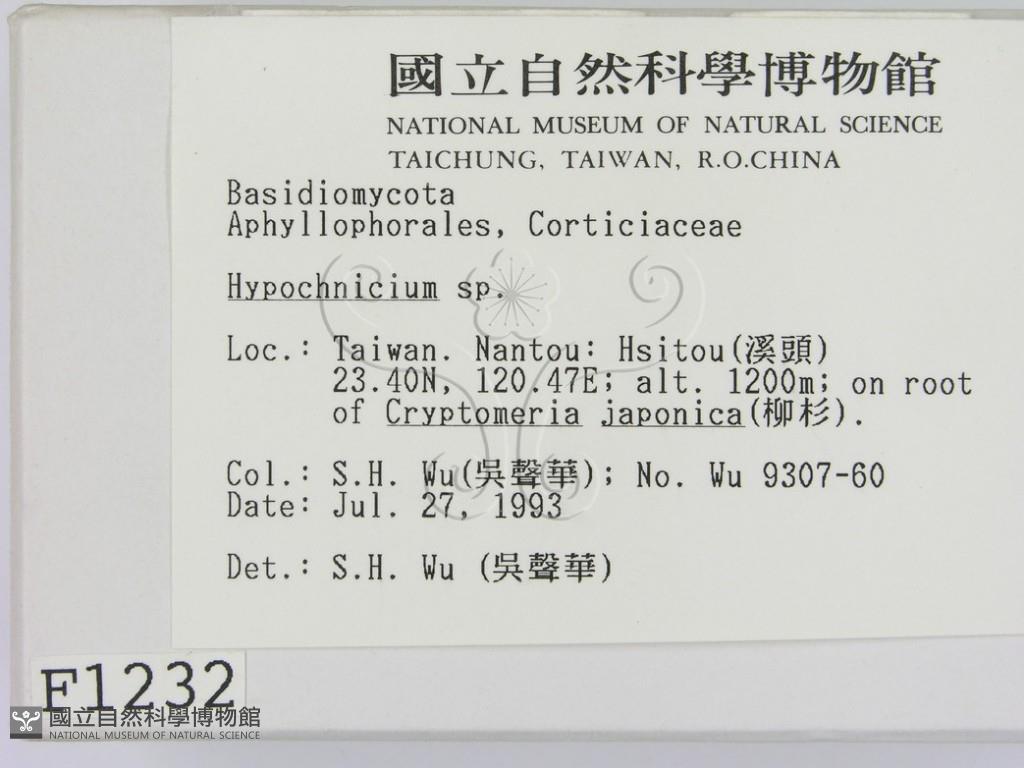 國立自然科學博物館
NATIONAL MUSEUM OF NATURAL SCIENCE
TAICHUNG, TAIWAN, R.O.CHINA
Basidiomycota
Aphyllophorales, Corticiaceae
Hypochnicium sp.
Loc.: Taiwan. Nantou: Hsitou(溪頭)
23.40N, 120.47E; alt. 1200m; on root
of Cryptomeria japonica(柳杉).
Col.: S.H. Wu(吳聲華); No. Wu 9307-60
Date: Jul. 27, 1993
Det.: S.H. Wu (吳聲華)
F1232
國立自然科學博物館
NATIONAL MUSEUM OF NATURAL SCIENCE